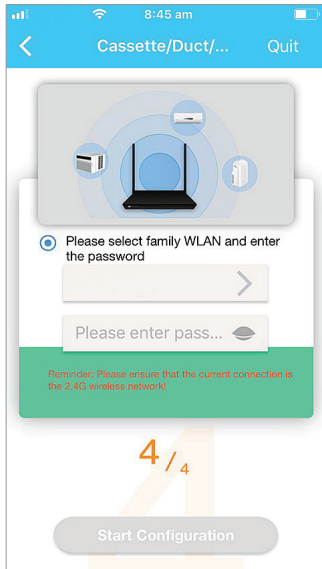 8:45 am
Cassette/Duct/...
Quit
Please select family WLAN and enter
the password
Please enter pass...
Reminder: Please ensure that the current connection is
the 2.4G wireless network!
4/4
Start Configuration